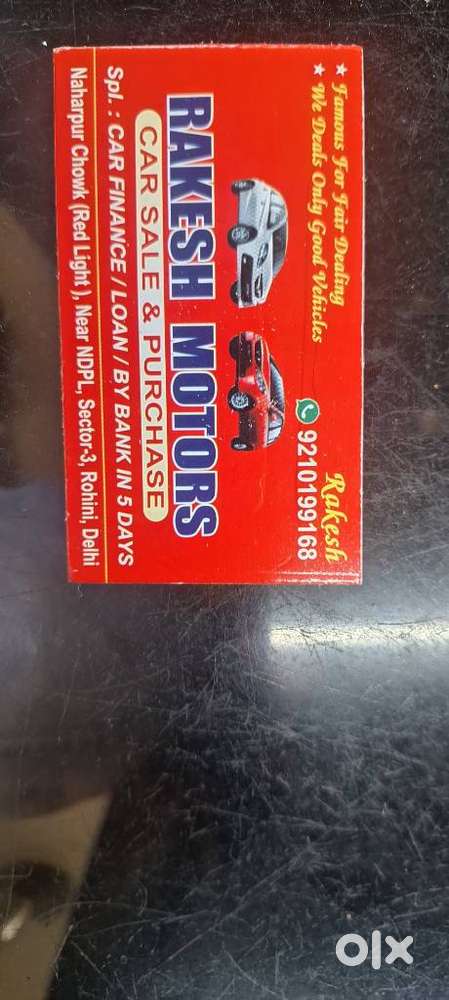 ★ Famous For Fair Dealing
★ We Deals Only Good Vehicles
Rakesh
9210199168
RAKESH MOTORS
CAR SALE & PURCHASE
Spl. : CAR FINANCE / LOAN / BY BANK IN 5 DAYS
Naharpur Chowk (Red Light ), Near NDPL, Sector-3, Rohini, Delhi
olx